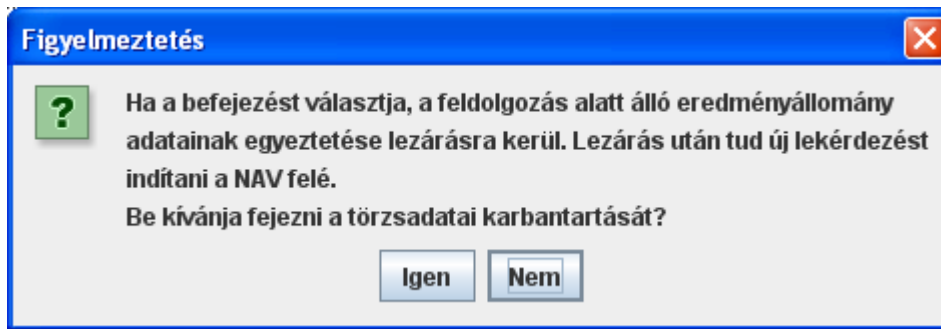 Figyelmeztetés
Ha a befejezést választja, a feldolgozás alatt álló eredményállomány
adatainak egyeztetése lezárásra kerül. Lezárás után tud új lekérdezést
indítani a NAV felé.
Be kívánja fejezni a törzsadatai karbantartását?
Igen Nem